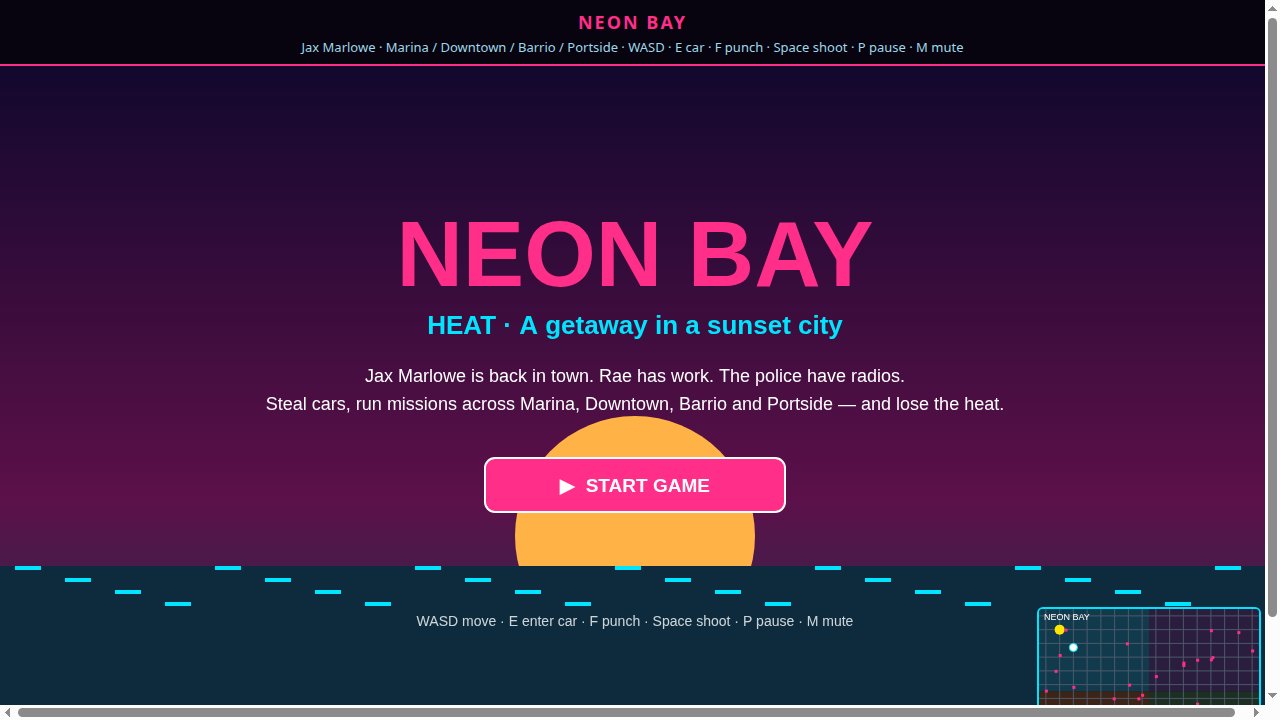 NEON BAY
Jax Marlowe · Marina / Downtown / Barrio / Portside · WASD · E car · F punch · Space shoot · P pause · M mute
NEON BAY
HEAT · A getaway in a sunset city
Jax Marlowe is back in town. Rae has work. The police have radios.
Steal cars, run missions across Marina, Downtown, Barrio and Portside — and lose the heat.
▶ START GAME
WASD move · E enter car · F punch · Space shoot · P pause · M mute
NEON BAY